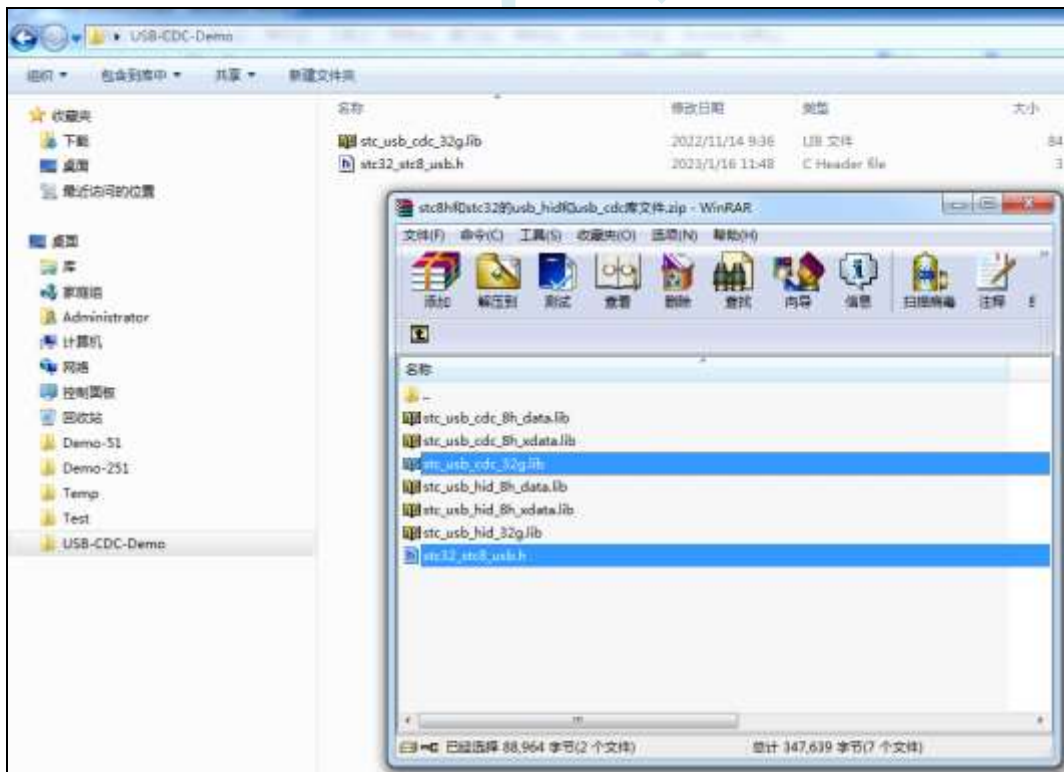 USB-CDC-Demo
组织 包含到库中 共享 新建文件夹
名称 修改日期 类型 大小
stc_usb_cdc_32g.lib 2022/11/14 9:36 LIB 文件 84
stc32_stc8_usb.h 2023/1/16 11:48 C Header file 3
收藏夹
下载
桌面
最近访问的位置
桌面
库
家庭组
Administrator
计算机
网络
控制面板
回收站
Demo-51
Demo-251
Temp
Test
USB-CDC-Demo
stc8h和stc32的usb_hid和usb_cdc库文件.zip - WinRAR
文件(F) 命令(C) 工具(S) 收藏夹(O) 选项(N) 帮助(H)
添加 解压到 测试 查看 删除 查找 向导 信息 扫描病毒 注释
名称
..
stc_usb_cdc_8h_data.lib
stc_usb_cdc_8h_xdata.lib
stc_usb_cdc_32g.lib
stc_usb_hid_8h_data.lib
stc_usb_hid_8h_xdata.lib
stc_usb_hid_32g.lib
stc32_stc8_usb.h
已经选择 88,964 字节(2 个文件) 总计 347,639 字节(7 个文件)